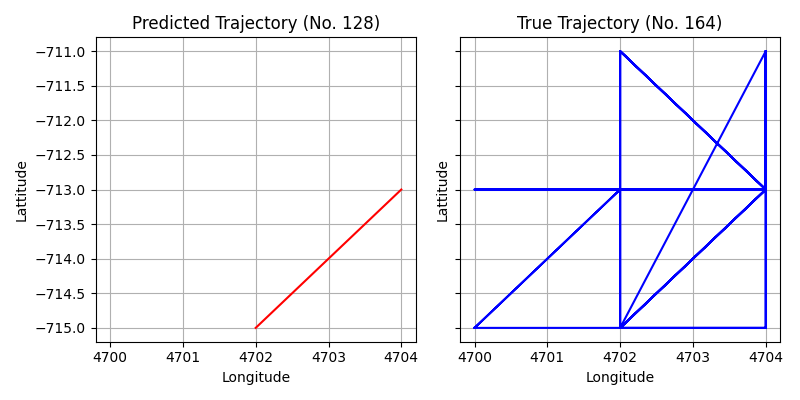 Predicted Trajectory (No. 128)
True Trajectory (No. 164)
Lattitude
−711.0
−711.5
−712.0
−712.5
−713.0
−713.5
−714.0
−714.5
−715.0
4700 4701 4702 4703 4704
Longitude
Lattitude
4700 4701 4702 4703 4704
Longitude